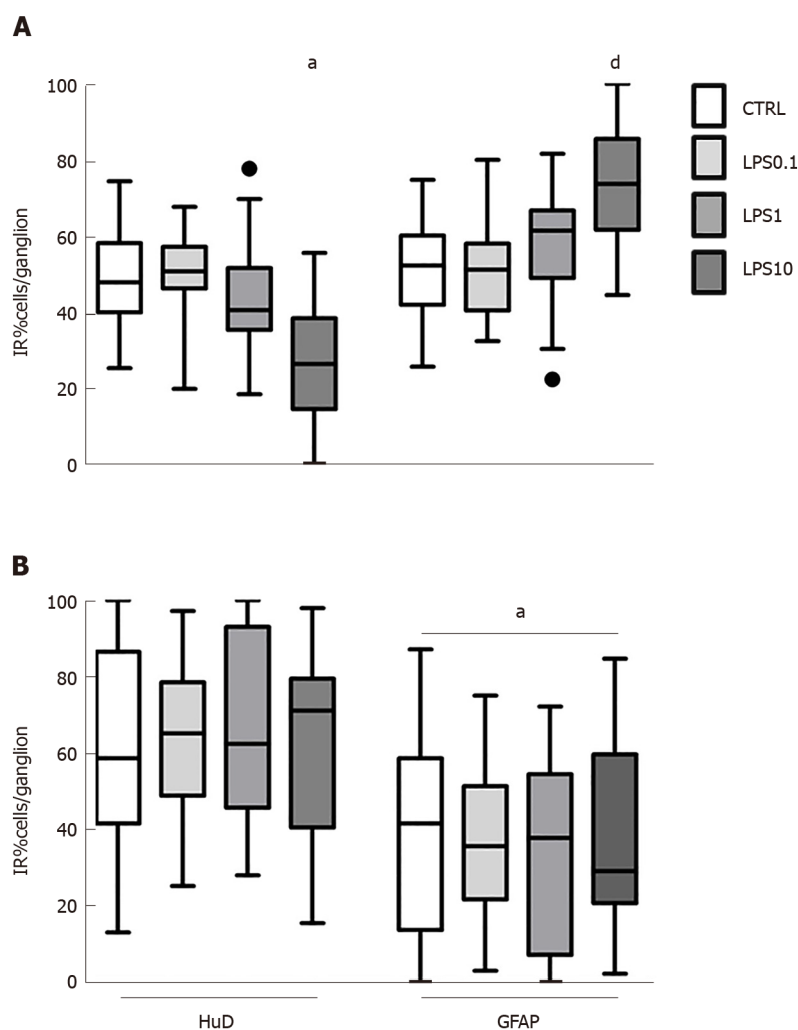 A
a
d
100
80
60
40
20
0
IR%cells/ganglion
CTRL
LPS0.1
LPS1
LPS10
B
a
100
80
60
40
20
0
IR%cells/ganglion
HuD
GFAP